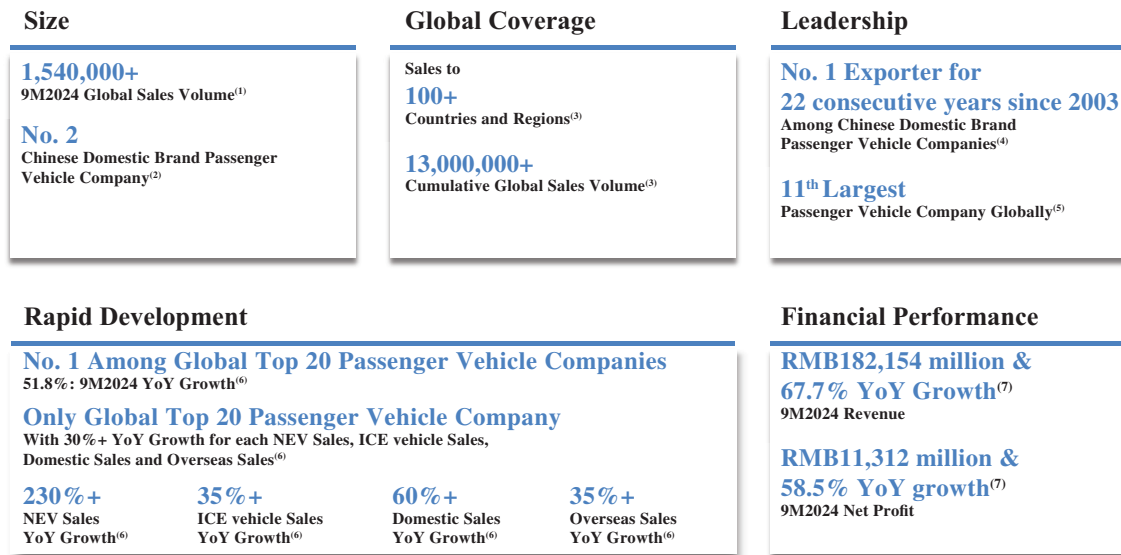 Size
1,540,000+
9M2024 Global Sales Volume(1)
No. 2
Chinese Domestic Brand Passenger
Vehicle Company(2)
Global Coverage
Sales to
100+
Countries and Regions(3)
13,000,000+
Cumulative Global Sales Volume(3)
Leadership
No. 1 Exporter for
22 consecutive years since 2003
Among Chinese Domestic Brand
Passenger Vehicle Companies(4)
11th Largest
Passenger Vehicle Company Globally(5)
Rapid Development
No. 1 Among Global Top 20 Passenger Vehicle Companies
51.8%: 9M2024 YoY Growth(6)
Only Global Top 20 Passenger Vehicle Company
With 30%+ YoY Growth for each NEV Sales, ICE vehicle Sales,
Domestic Sales and Overseas Sales(6)
230%+
NEV Sales
YoY Growth(6)
35%+
ICE vehicle Sales
YoY Growth(6)
60%+
Domestic Sales
YoY Growth(6)
35%+
Overseas Sales
YoY Growth(6)
Financial Performance
RMB182,154 million &
67.7% YoY Growth(7)
9M2024 Revenue
RMB11,312 million &
58.5% YoY growth(7)
9M2024 Net Profit